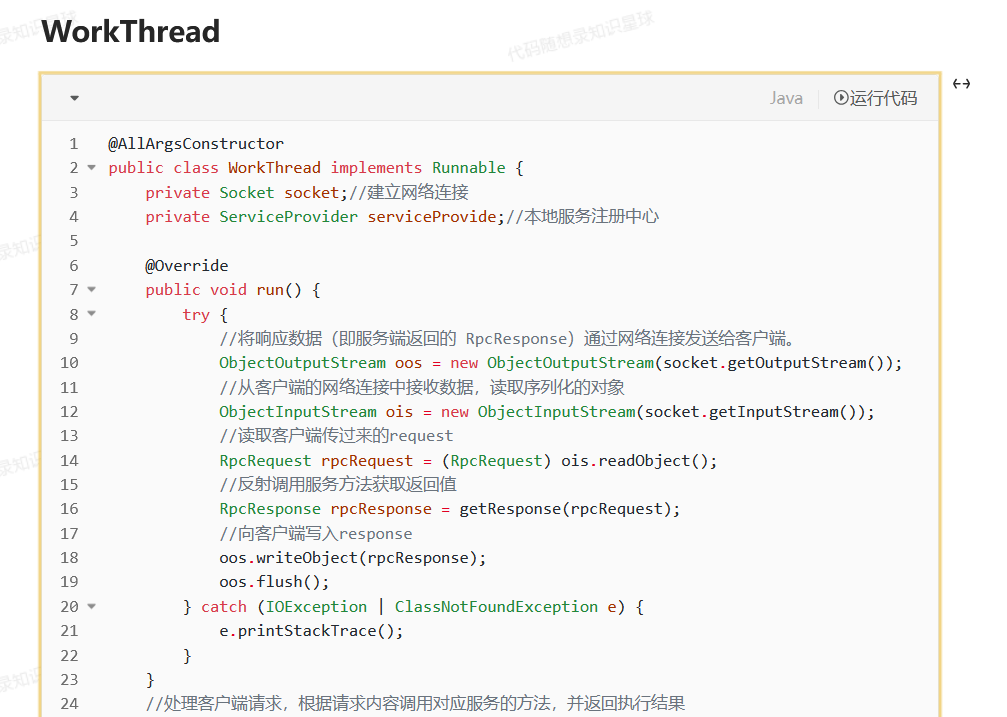 WorkThread
代码随想录知识星球
Java
运行代码
1 @AllArgsConstructor
2 public class WorkThread implements Runnable {
3 private Socket socket;//建立网络连接
4 private ServiceProvider serviceProvide;//本地服务注册中心
5
6 @Override
7 public void run() {
8 try {
9 //将响应数据（即服务端返回的 RpcResponse）通过网络连接发送给客户端。
10 ObjectOutputStream oos = new ObjectOutputStream(socket.getOutputStream());
11 //从客户端的网络连接中接收数据，读取序列化的对象
12 ObjectInputStream ois = new ObjectInputStream(socket.getInputStream());
13 //读取客户端传过来的request
14 RpcRequest rpcRequest = (RpcRequest) ois.readObject();
15 //反射调用服务方法获取返回值
16 RpcResponse rpcResponse = getResponse(rpcRequest);
17 //向客户端写入response
18 oos.writeObject(rpcResponse);
19 oos.flush();
20 } catch (IOException | ClassNotFoundException e) {
21 e.printStackTrace();
22 }
23 }
24 //处理客户端请求，根据请求内容调用对应服务的方法，并返回执行结果